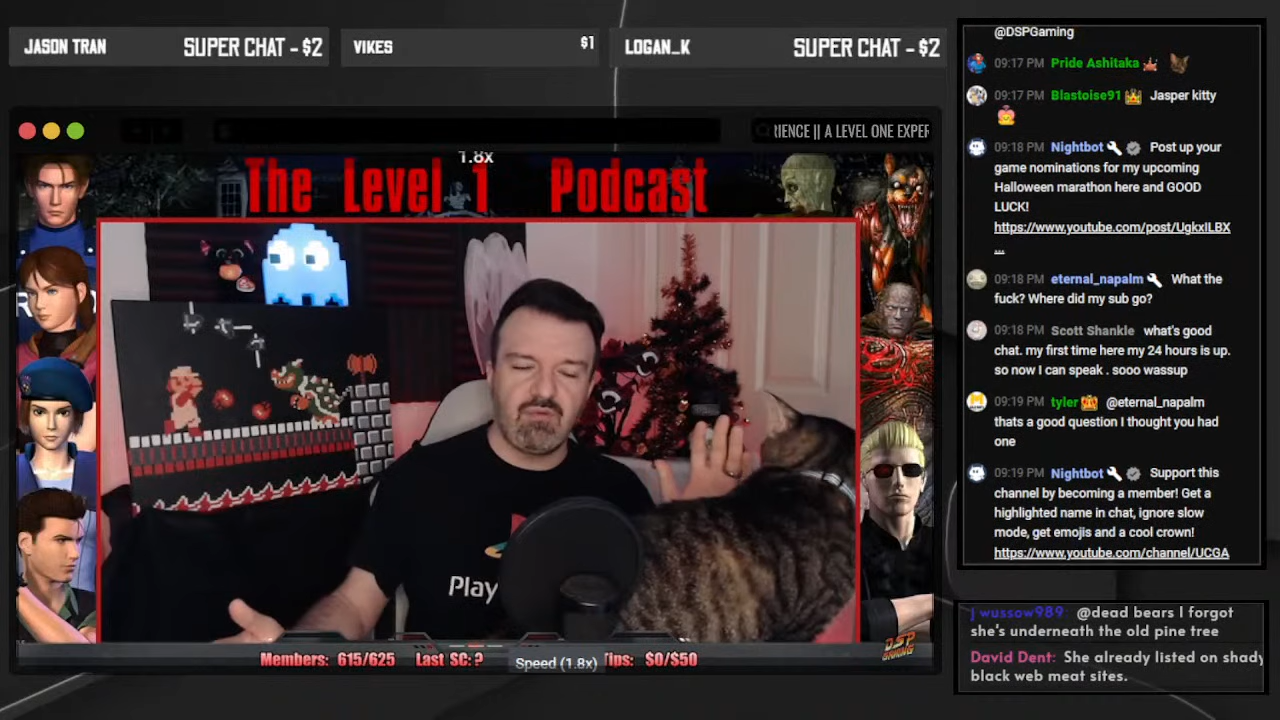 JASON TRAN SUPER CHAT - $2 VIKES $1 LOGAN_K SUPER CHAT - $2
IENCE || A LEVEL ONE EXPER
1.8x
The Level 1 Podcast
Play
Members: 615/625 Last SC: ? Speed (1.8x) Tips: $0/$50
DSP
GAMING
@DSPGaming
09:17 PM Pride Ashitaka
09:17 PM Blastoise91 Jasper kitty
09:18 PM Nightbot Post up your
game nominations for my upcoming
Halloween marathon here and GOOD
LUCK!
https://www.youtube.com/post/UgkxILBX
...
09:18 PM eternal_napalm What the
fuck? Where did my sub go?
09:18 PM Scott Shankle what's good
chat. my first time here my 24 hours is up.
so now I can speak . sooo wassup
09:19 PM tyler @eternal_napalm
thats a good question I thought you had
one
09:19 PM Nightbot Support this
channel by becoming a member! Get a
highlighted name in chat, ignore slow
mode, get emojis and a cool crown!
https://www.youtube.com/channel/UCGA
j wussow989: @dead bears I forgot
she's underneath the old pine tree
David Dent: She already listed on shady
black web meat sites.